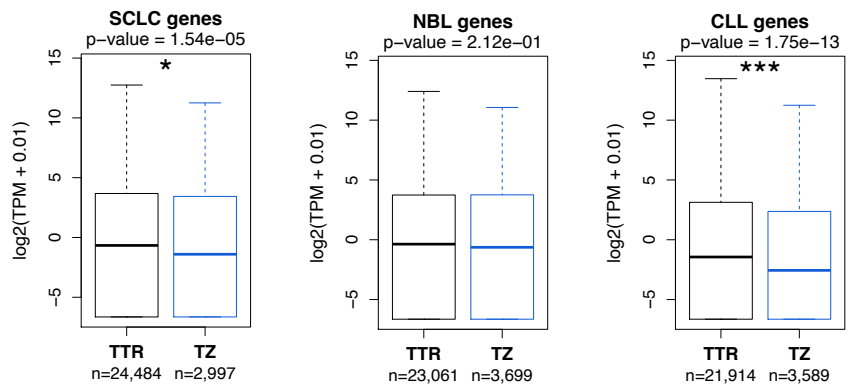 SCLC genes
p−value = 1.54e−05
*
log2(TPM + 0.01)
15
10
5
0
−5
TTR TZ
n=24,484 n=2,997
NBL genes
p−value = 2.12e−01
log2(TPM + 0.01)
15
10
5
0
−5
TTR TZ
n=23,061 n=3,699
CLL genes
p−value = 1.75e−13
***
log2(TPM + 0.01)
15
10
5
0
−5
TTR TZ
n=21,914 n=3,589